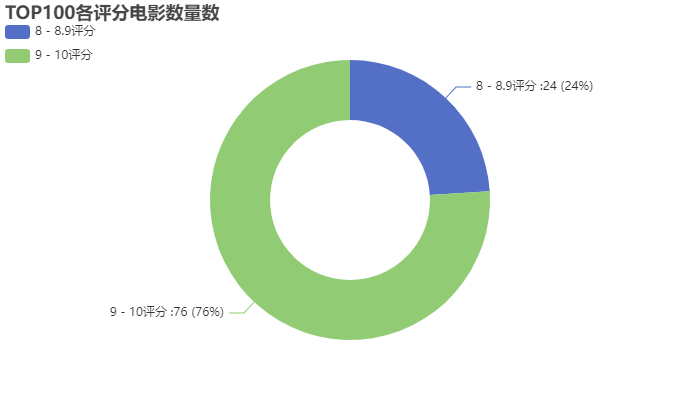 TOP100各评分电影数量数
8 - 8.9评分
9 - 10评分
8 - 8.9评分 :24 (24%)
9 - 10评分 :76 (76%)